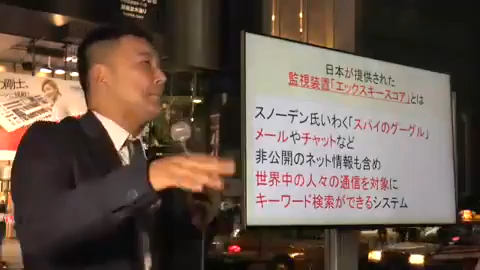 日本が提供された
監視装置「エックスキースコア」とは
スノーデン氏いわく「スパイのグーグル」
メールやチャットなど
非公開のネット情報も含め
世界中の人々の通信を対象に
キーワード検索ができるシステム